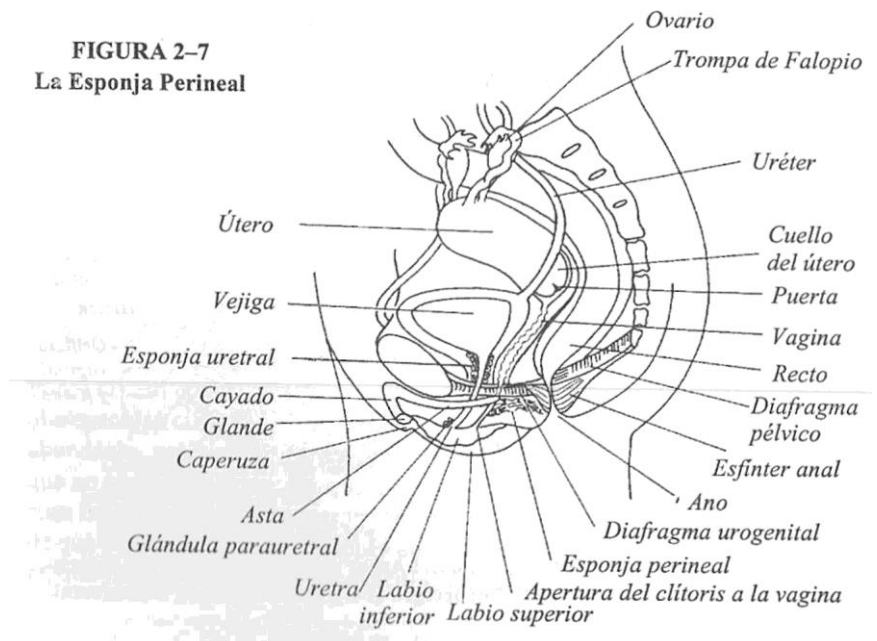 FIGURA 2–7
La Esponja Perineal
Ovario
Trompa de Falopio
Uréter
Útero
Cuello
del útero
Vejiga
Puerta
Vagina
Esponja uretral
Recto
Cayado
Diafragma
pélvico
Glande
Caperuza
Esfínter anal
Ano
Asta
Diafragma urogenital
Glándula parauretral
Esponja perineal
Uretra
Labio
inferior
Apertura del clítoris a la vagina
Labio superior